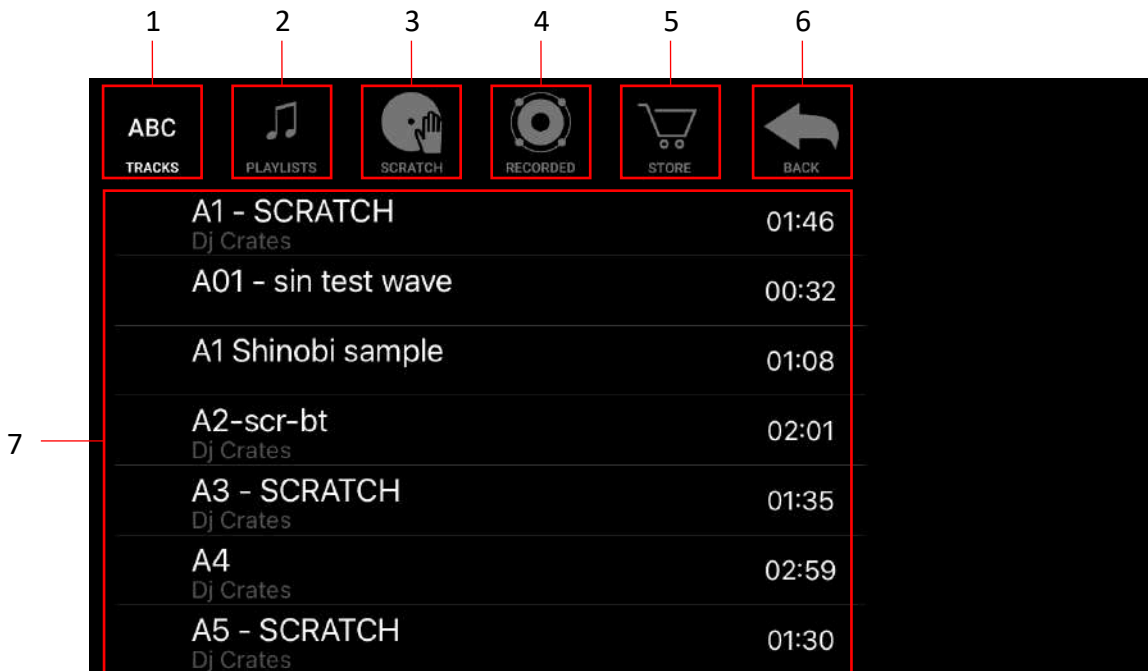 1 2 3 4 5 6
ABC
TRACKS PLAYLISTS SCRATCH RECORDED STORE BACK
A1 - SCRATCH 01:46
Dj Crates
A01 - sin test wave 00:32
A1 Shinobi sample 01:08
7
A2-scr-bt 02:01
Dj Crates
A3 - SCRATCH 01:35
Dj Crates
A4 02:59
Dj Crates
A5 - SCRATCH 01:30
Dj Crates